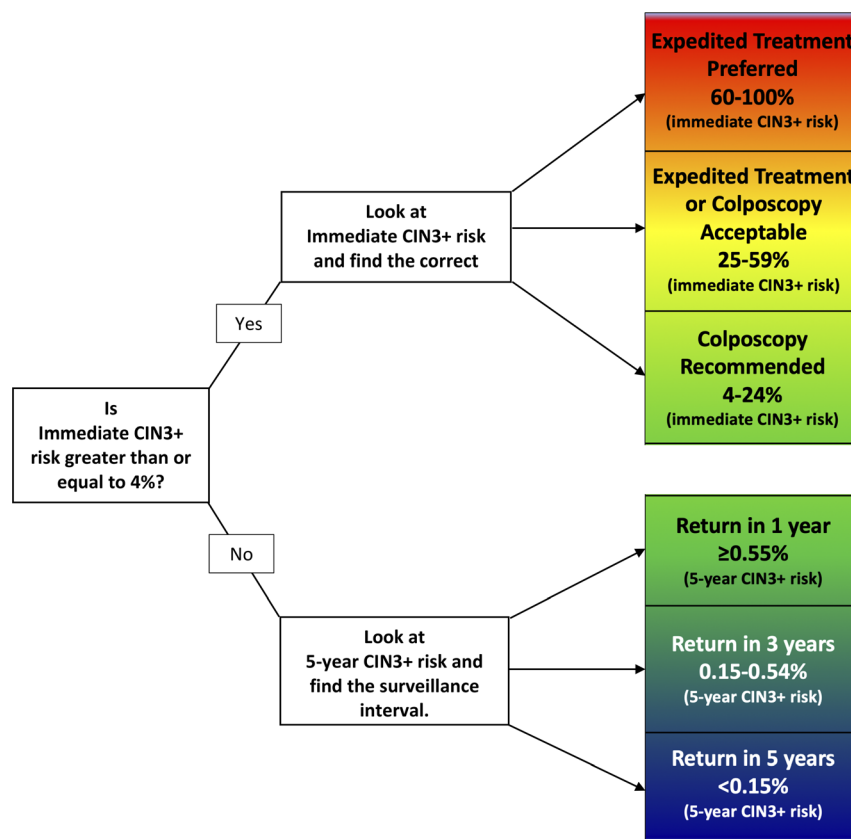 Expedited Treatment
Preferred
60-100%
(immediate CIN3+ risk)
Expedited Treatment
or Colposcopy
Acceptable
25-59%
(immediate CIN3+ risk)
Look at
Immediate CIN3+ risk
and find the correct
Yes
Colposcopy
Recommended
4-24%
(immediate CIN3+ risk)
Is
Immediate CIN3+
risk greater than or
equal to 4%?
No
Return in 1 year
≥0.55%
(5-year CIN3+ risk)
Look at
5-year CIN3+ risk and
find the surveillance
interval.
Return in 3 years
0.15-0.54%
(5-year CIN3+ risk)
Return in 5 years
<0.15%
(5-year CIN3+ risk)